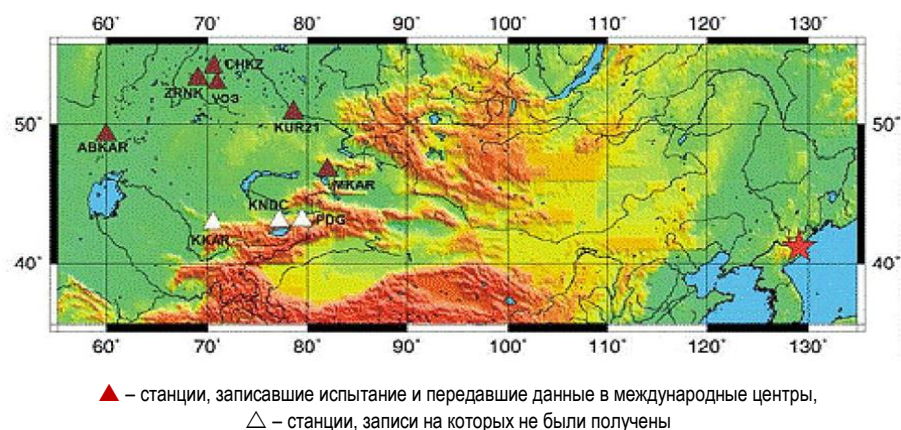 60˚ 70˚ 80˚ 90˚ 100˚ 110˚ 120˚ 130˚
CHKZ
ZRNK
VO3
50˚
KUR21
50˚
ABKAR
MKAR
KNDC
PDG
KKAR
40˚
40˚
60˚ 70˚ 80˚ 90˚ 100˚ 110˚ 120˚ 130˚
▲ – станции, записавшие испытание и передавшие данные в международные центры,
△ – станции, записи на которых не были получены